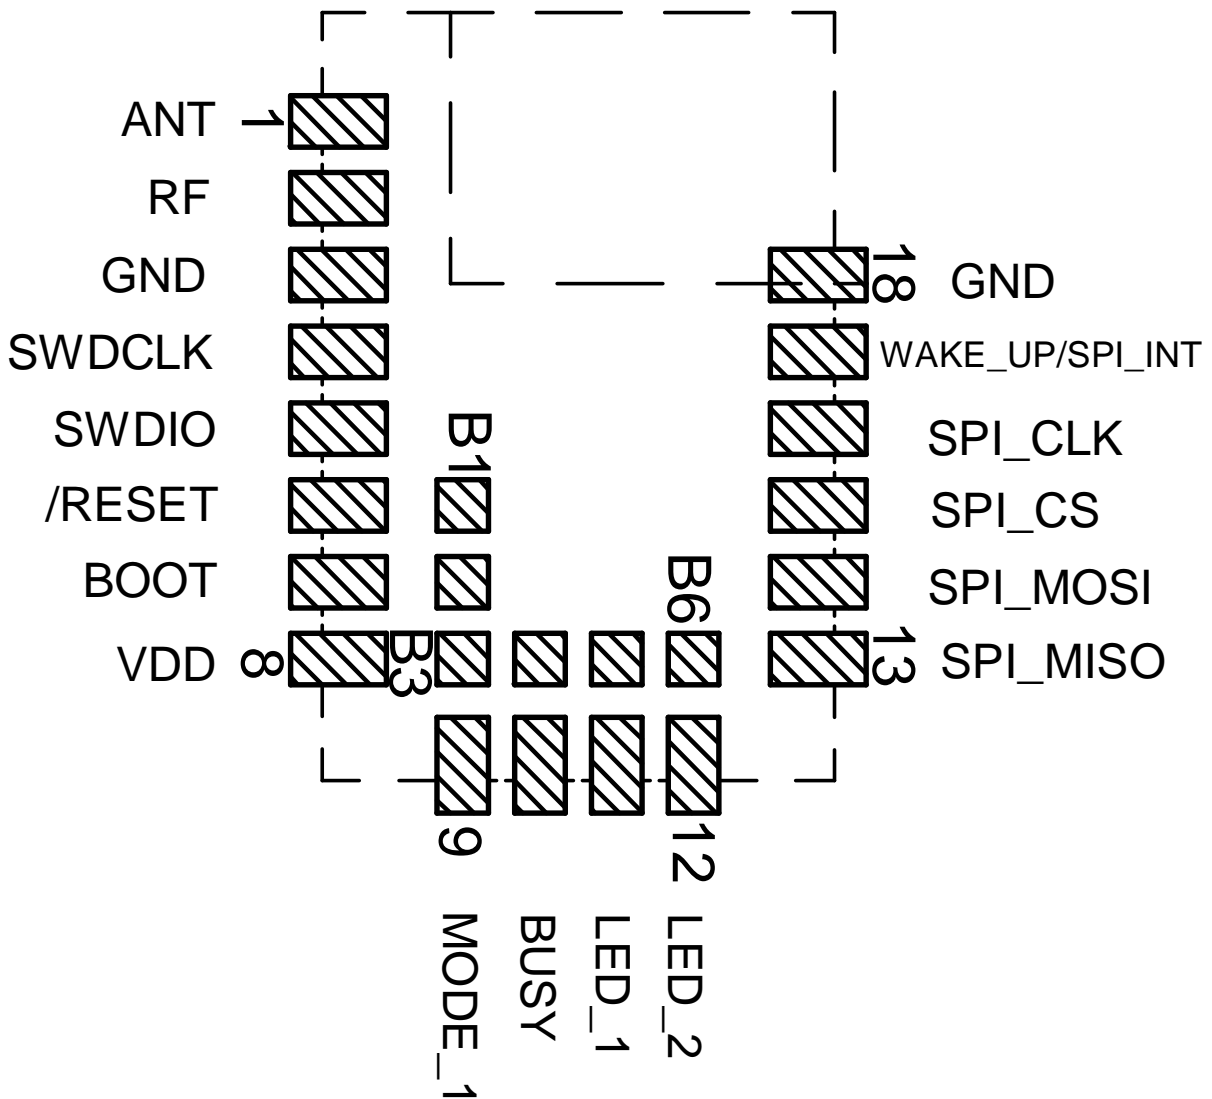 ANT 1
RF
GND
SWDCLK
SWDIO
/RESET
BOOT
VDD 8
B1
B3
B6
18 GND
WAKE_UP/SPI_INT
SPI_CLK
SPI_CS
SPI_MOSI
13 SPI_MISO
9
12
MODE_1
BUSY
LED_1
LED_2